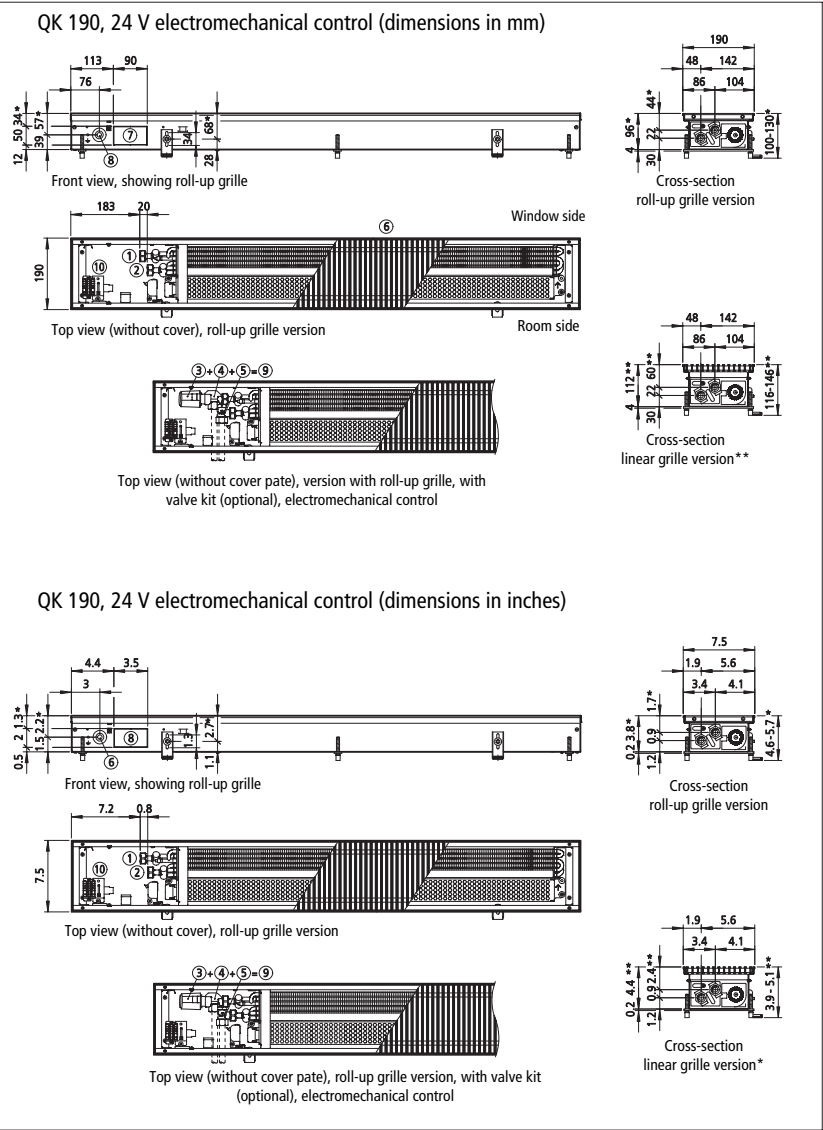 QK 190, 24 V electromechanical control (dimensions in mm)
113 90
76
34* 57*
50 39
12
68*
34
28
⑦
⑧
Front view, showing roll-up grille
190
48 142
86 104
44*
96* 22
4 30
100-130*
Cross-section
roll-up grille version
183 20
⑥
Window side
190
①
②
⑩
Top view (without cover), roll-up grille version
Room side
48 142
86 104
60**
112** 22
4 30
116-146**
Cross-section
linear grille version**
③+④+⑤=⑨
Top view (without cover pate), version with roll-up grille, with
valve kit (optional), electromechanical control
QK 190, 24 V electromechanical control (dimensions in inches)
4.4 3.5
3
1.3* 2.2*
2 1.5
0.5
2.7*
1.3
1.1
⑧
⑥
Front view, showing roll-up grille
7.5
1.9 5.6
3.4 4.1
1.7*
3.8* 0.9
0.2 1.2
4.6-5.7*
Cross-section
roll-up grille version
7.2 0.8
7.5
①
②
⑩
Top view (without cover), roll-up grille version
1.9 5.6
3.4 4.1
2.4**
4.4** 0.9
0.2 1.2
3.9-5.1**
Cross-section
linear grille version*
③+④+⑤=⑨
Top view (without cover pate), roll-up grille version, with valve kit
(optional), electromechanical control